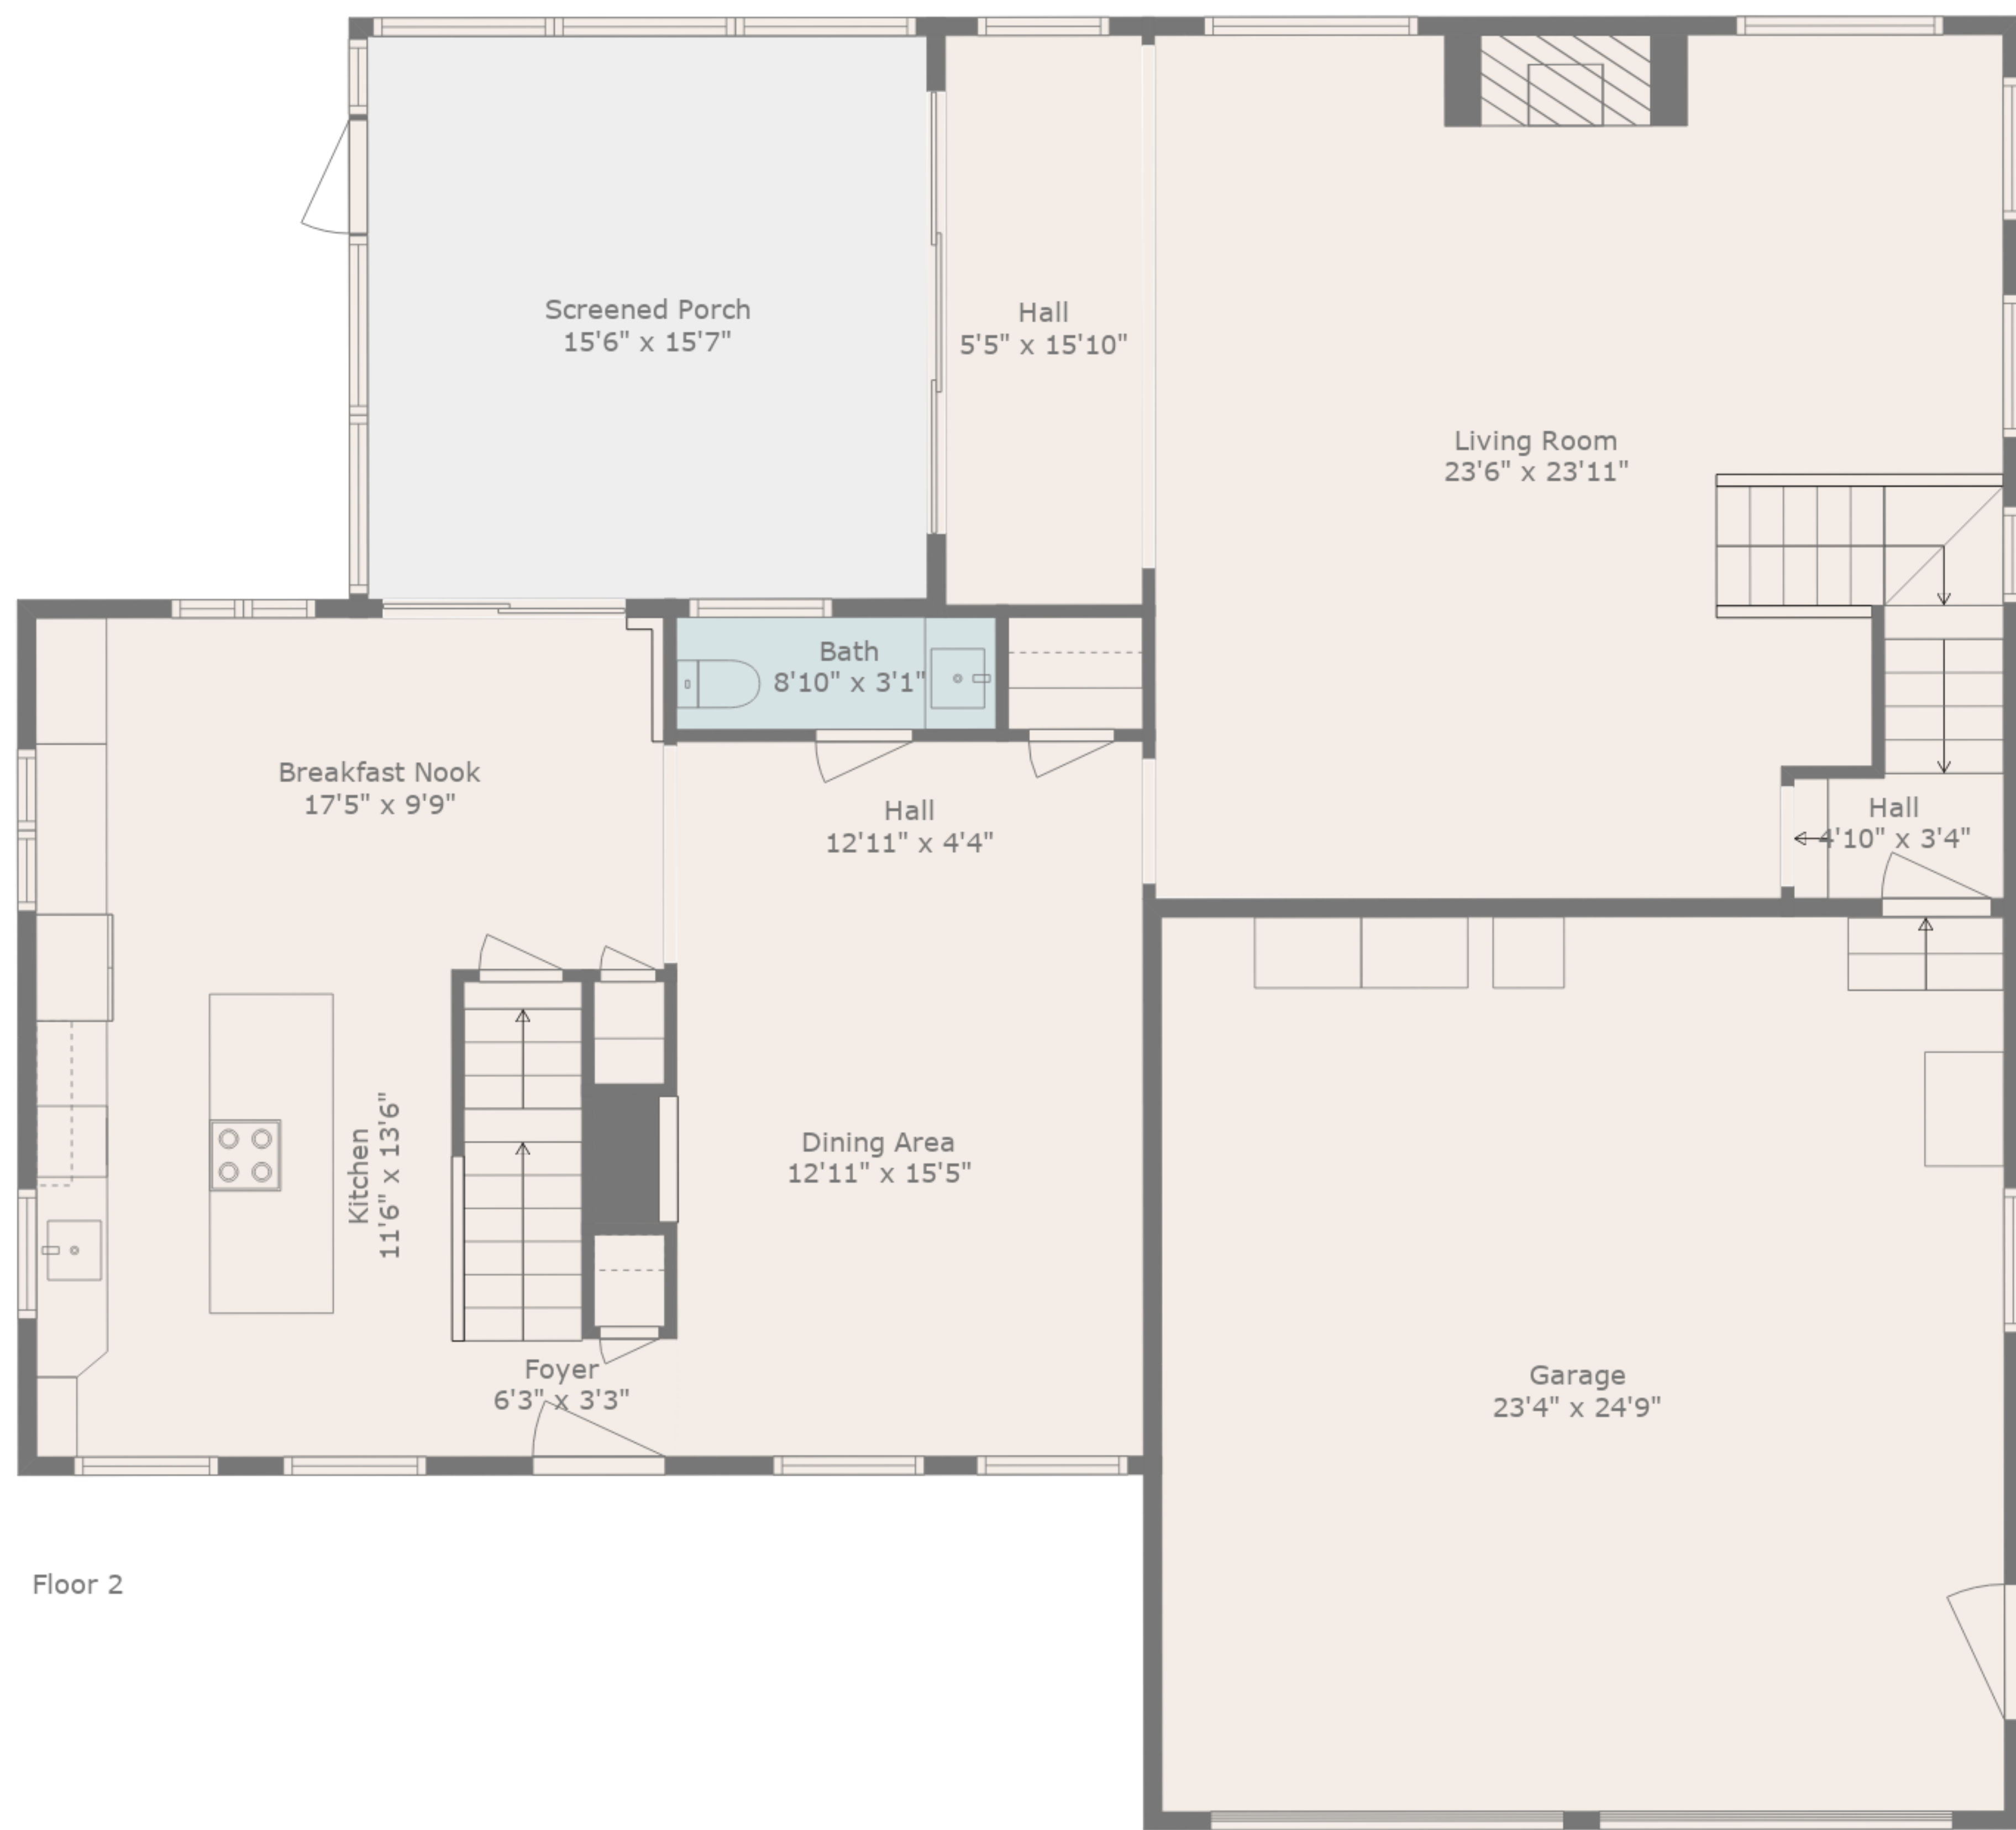 Screened Porch
15'6" x 15'7"
Hall
5'5" x 15'10"
Living Room
23'6" x 23'11"
Bath
8'10" x 3'1"
Breakfast Nook
17'5" x 9'9"
Hall
12'11" x 4'4"
Hall
4'10" x 3'4"
Kitchen
11'6" x 13'6"
Dining Area
12'11" x 15'5"
Foyer
6'3" x 3'3"
Garage
23'4" x 24'9"
Floor 2